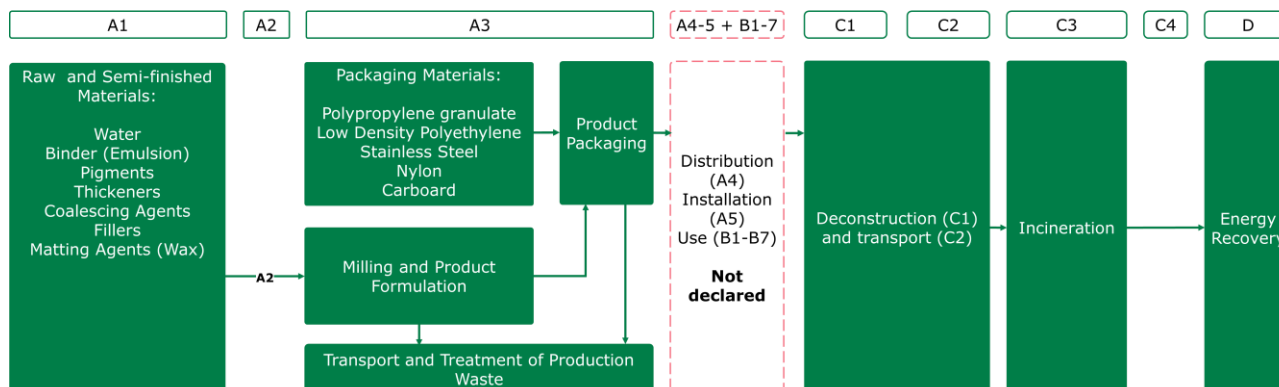 A1
A2
A3
A4-5 + B1-7
C1
C2
C3
C4
D
Raw and Semi-finished
Materials:
Water
Binder (Emulsion)
Pigments
Thickeners
Coalescing Agents
Fillers
Matting Agents (Wax)
A2
Packaging Materials:
Polypropylene granulate
Low Density Polyethylene
Stainless Steel
Nylon
Carboard
Product
Packaging
Milling and Product
Formulation
Transport and Treatment of Production
Waste
Distribution
(A4)
Installation
(A5)
Use (B1-B7)
Not
declared
Deconstruction (C1)
and transport (C2)
Incineration
Energy
Recovery